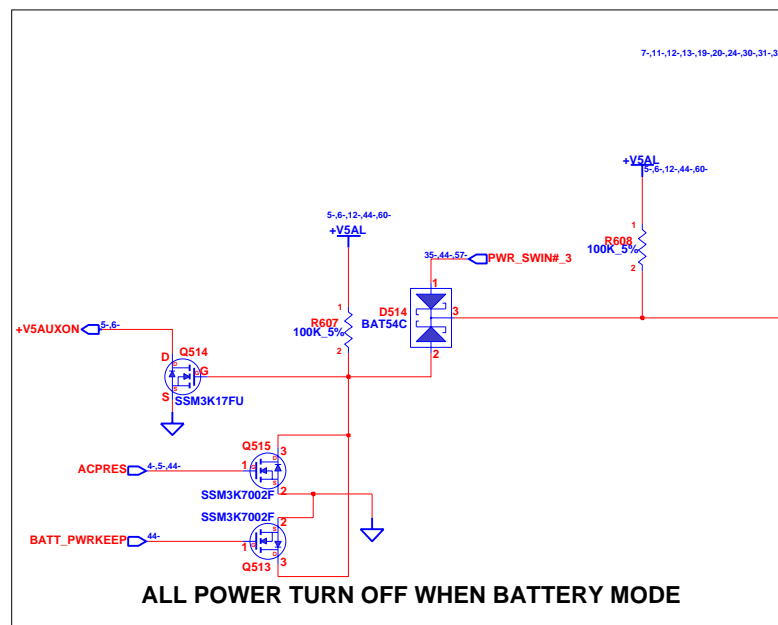 7-,11-,12-,13-,19-,20-,24-,30-,31-,3
+V5AL
5-,6-,12-,44-,60-
5-,6-,12-,44-,60-
+V5AL
1
R608
100K_5%
2
35-,44-,57-
PWR_SWIN#_3
1
D514
3
BAT54C
2
1
R607
100K_5%
2
+V5AUXON
5-,6-
Q514
D
D
G
G
S
S
SSM3K17FU
Q515
3
D
ACPRES
4-,5-,44-
1
G
S
2
SSM3K7002F
SSM3K7002F
2
S
BATT_PWRKEEP
44-
1
G
D
3
Q513
ALL POWER TURN OFF WHEN BATTERY MODE